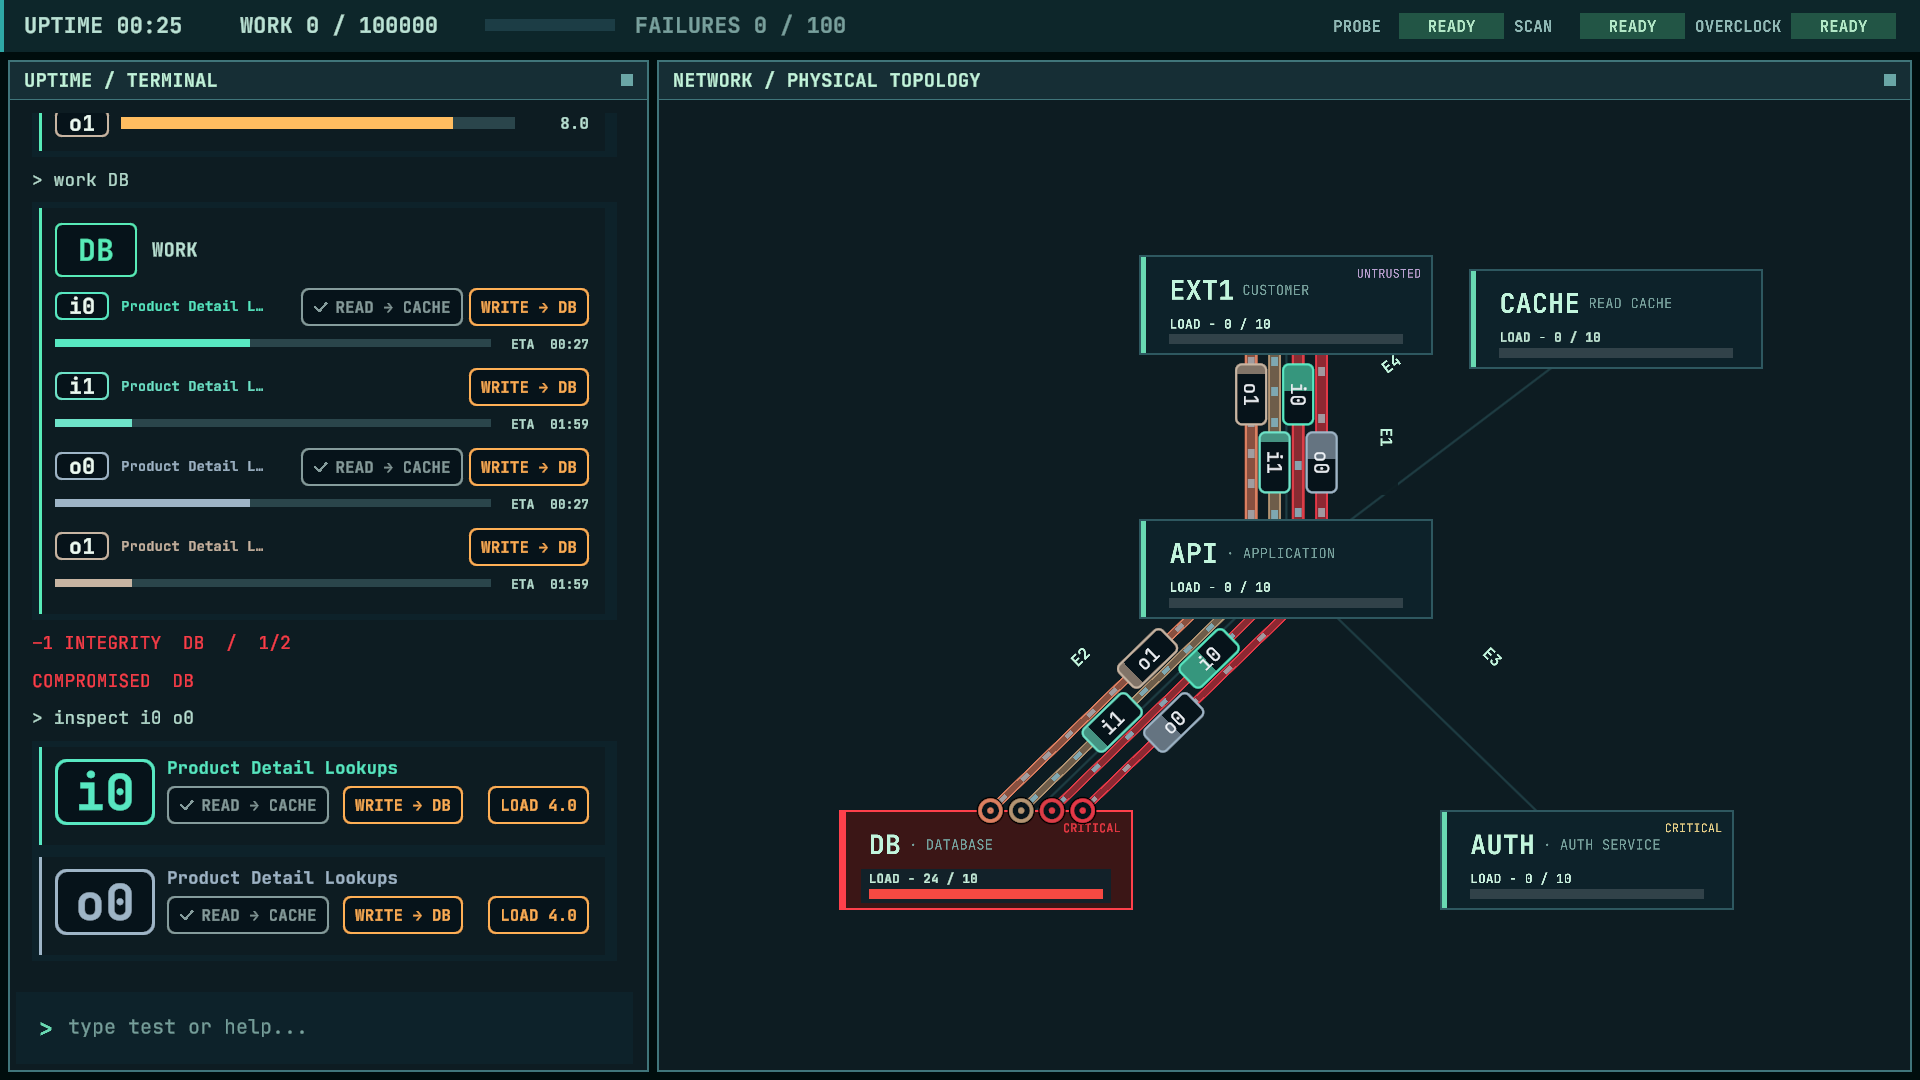 UPTIME 00:25
WORK 0 / 100000
FAILURES 0 / 100
PROBE READY SCAN READY OVERCLOCK READY
UPTIME / TERMINAL
o1 8.0
> work DB
DB WORK
i0 Product Detail L… ✓ READ → CACHE WRITE → DB
ETA 00:27
i1 Product Detail L… WRITE → DB
ETA 01:59
o0 Product Detail L… ✓ READ → CACHE WRITE → DB
ETA 00:27
o1 Product Detail L… WRITE → DB
ETA 01:59
−1 INTEGRITY DB / 1/2
COMPROMISED DB
> inspect i0 o0
i0 Product Detail Lookups
✓ READ → CACHE WRITE → DB LOAD 4.0
o0 Product Detail Lookups
✓ READ → CACHE WRITE → DB LOAD 4.0
> type test or help...
NETWORK / PHYSICAL TOPOLOGY
UNTRUSTED
EXT1 CUSTOMER
LOAD - 0 / 10
CACHE READ CACHE
LOAD - 0 / 10
E4
o1
i0
E1
i1
o0
API · APPLICATION
LOAD - 0 / 10
E2
o1
i0
E3
i1
o0
CRITICAL
DB · DATABASE
LOAD - 24 / 10
CRITICAL
AUTH · AUTH SERVICE
LOAD - 0 / 10